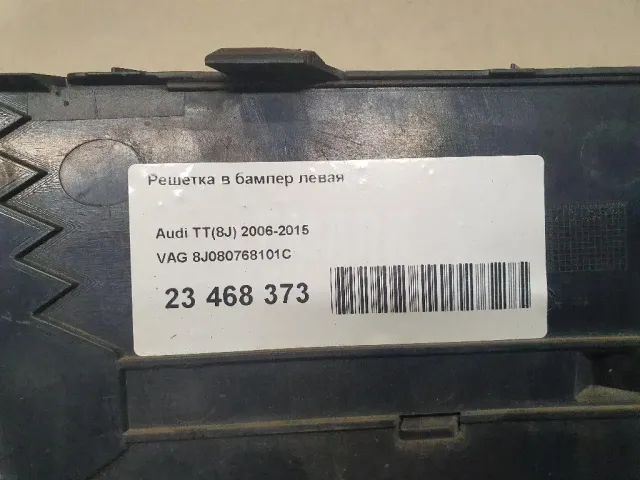 Решетка в бампер левая
Audi TT(8J) 2006-2015
VAG 8J080768101C
23 468 373